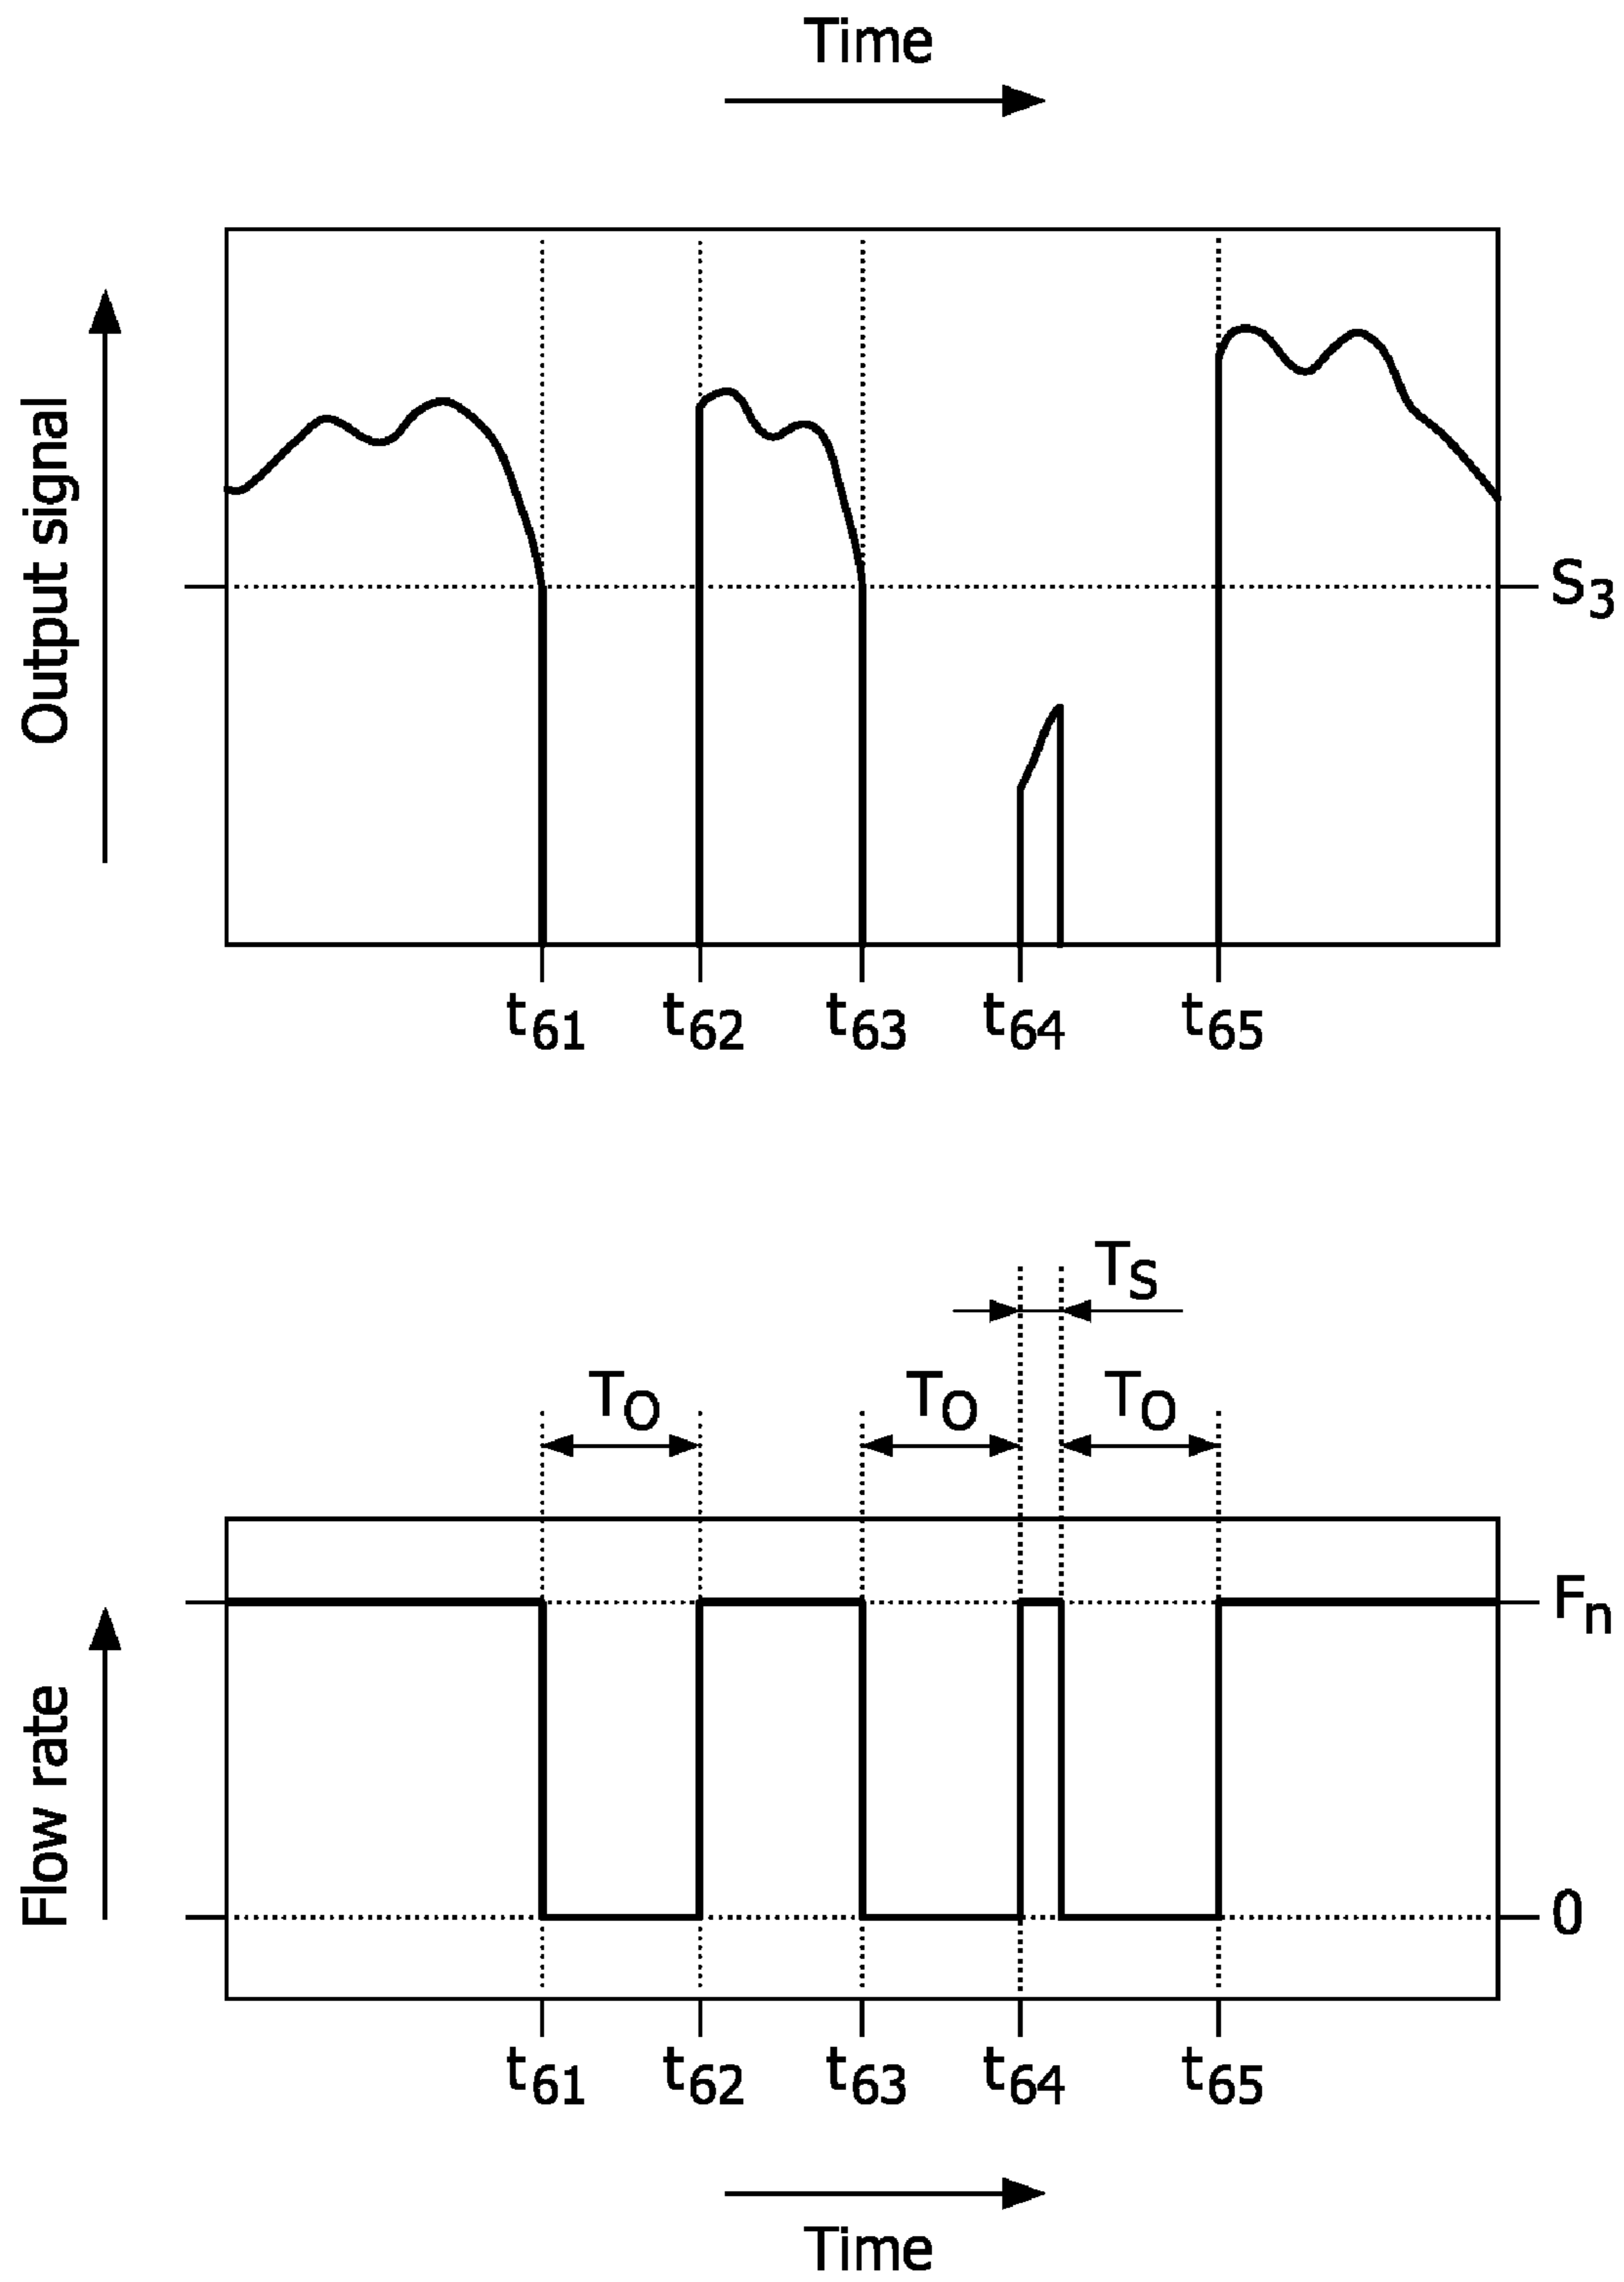 Time
Output signal
S3
t61 t62 t63 t64 t65
TS
TO TO TO
Fn
Flow rate
0
t61 t62 t63 t64 t65
Time